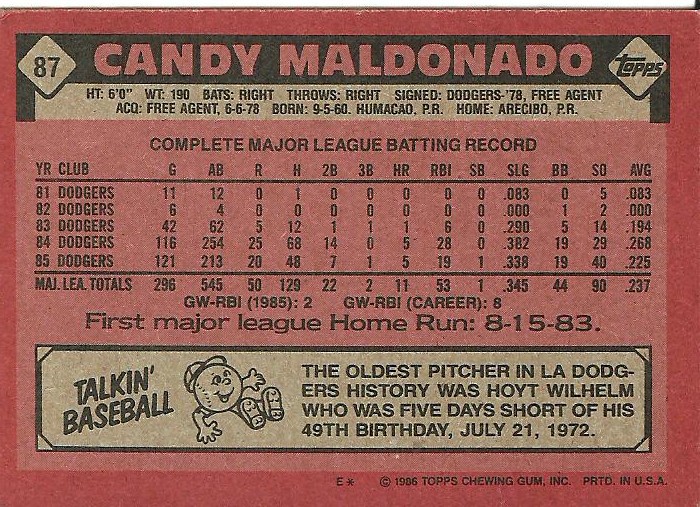 87 CANDY MALDONADO topps
HT: 6'0" WT: 190 BATS: RIGHT THROWS: RIGHT SIGNED: DODGERS-'78, FREE AGENT
ACQ: FREE AGENT, 6-6-78 BORN: 9-5-60. HUMACAO, P.R. HOME: ARECIBO, P.R.
COMPLETE MAJOR LEAGUE BATTING RECORD
YR CLUB G AB R H 2B 3B HR RBI SB SLG BB SO AVG
81 DODGERS 11 12 0 1 0 0 0 0 0 .083 0 5 .083
82 DODGERS 6 4 0 0 0 0 0 0 0 .000 1 2 .000
83 DODGERS 42 62 5 12 1 1 1 6 0 .290 5 14 .194
84 DODGERS 116 254 25 68 14 0 5 28 0 .382 19 29 .268
85 DODGERS 121 213 20 48 7 1 5 19 1 .338 19 40 .225
MAJ. LEA. TOTALS 296 545 50 129 22 2 11 53 1 .345 44 90 .237
GW-RBI (1985): 2 GW-RBI (CAREER): 8
First major league Home Run: 8-15-83.
TALKIN'
BASEBALL
THE OLDEST PITCHER IN LA DODG-
ERS HISTORY WAS HOYT WILHELM
WHO WAS FIVE DAYS SHORT OF HIS
49TH BIRTHDAY, JULY 21, 1972.
E* © 1986 TOPPS CHEWING GUM, INC. PRTD. IN U.S.A.